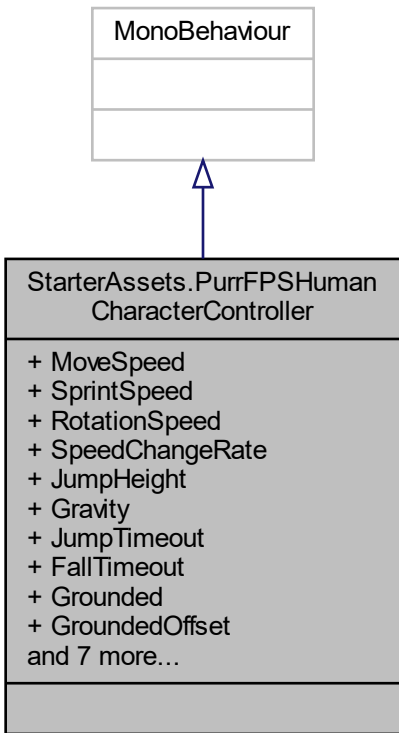 MonoBehaviour
StarterAssets.PurrFPSHuman
CharacterController
+ MoveSpeed
+ SprintSpeed
+ RotationSpeed
+ SpeedChangeRate
+ JumpHeight
+ Gravity
+ JumpTimeout
+ FallTimeout
+ Grounded
+ GroundedOffset
and 7 more...